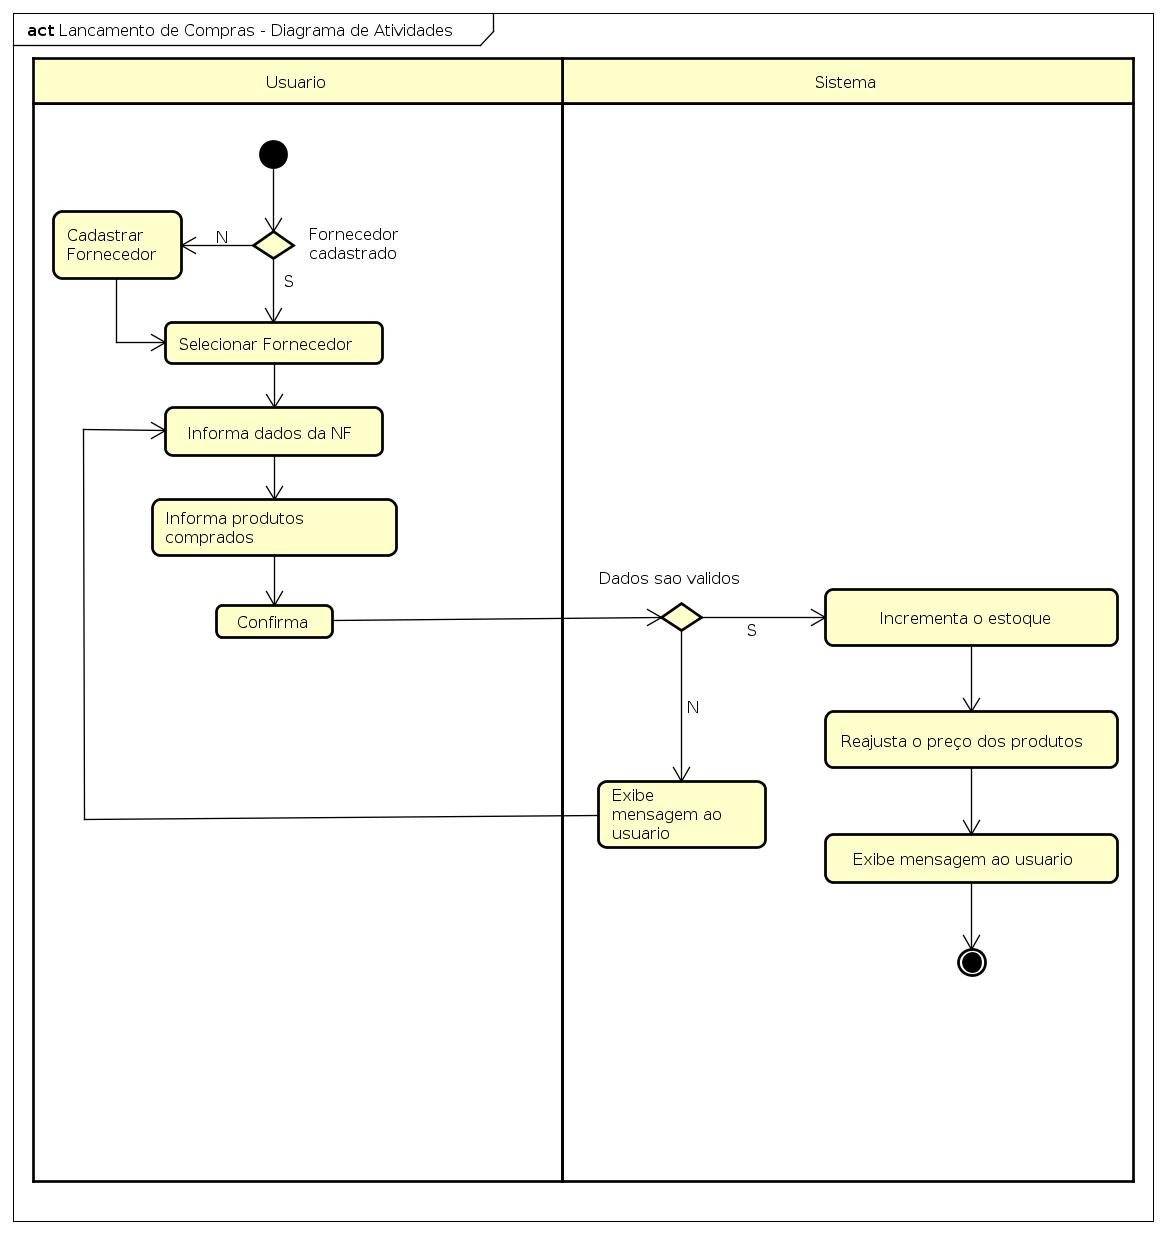 act Lancamento de Compras - Diagrama de Atividades
Usuario
Sistema
Cadastrar
Fornecedor
N
Fornecedor
cadastrado
S
Selecionar Fornecedor
Informa dados da NF
Informa produtos
comprados
Confirma
Dados sao validos
S
Incrementa o estoque
N
Reajusta o preço dos produtos
Exibe
mensagem ao
usuario
Exibe mensagem ao usuario